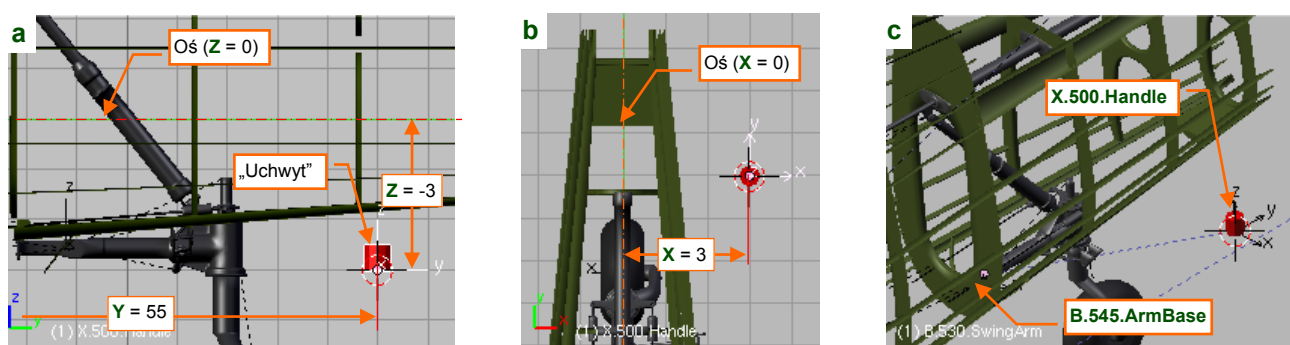 a
Oś (Z = 0)
„Uchwyt”
Z = -3
z
z
x
y
Y = 55
z
y
(1) X.500.Handle
b
Oś (X = 0)
y
x
X = 3
x
y
x
(1) X.500.Handle
c
X.500.Handle
z
y
x
B.545.ArmBase
(1) B.530.SwingArm